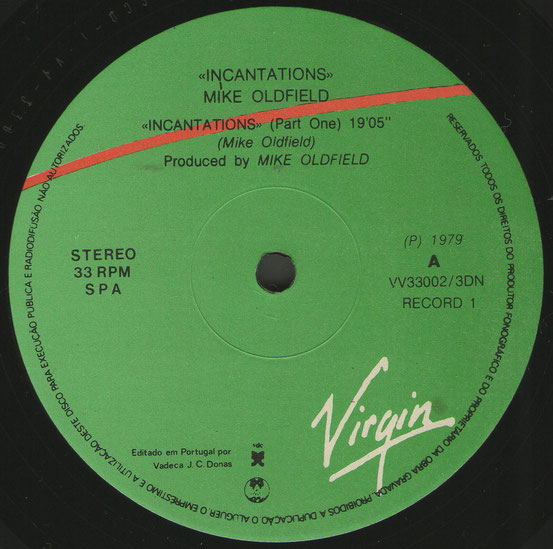 «INCANTATIONS»
MIKE OLDFIELD
«INCANTATIONS» (Part One) 19'05"
(Mike Oldfield)
Produced by MIKE OLDFIELD
STEREO
33 RPM
SPA
(P) 1979
A
VV33002/3DN
RECORD 1
Virgin
Editado em Portugal por
Vadeca J. C. Donas
RESERVADOS TODOS OS DIREITOS DO PRODUTOR FONOGRÁFICO E DO PROPRIETÁRIO DA OBRA GRAVADA. PROIBIDOS A DUPLICAÇÃO O ALUGUER O EMPRÉSTIMO E A UTILIZAÇÃO DESTE DISCO PARA EXECUÇÃO PÚBLICA E RADIODIFUSÃO NÃO AUTORIZADOS.